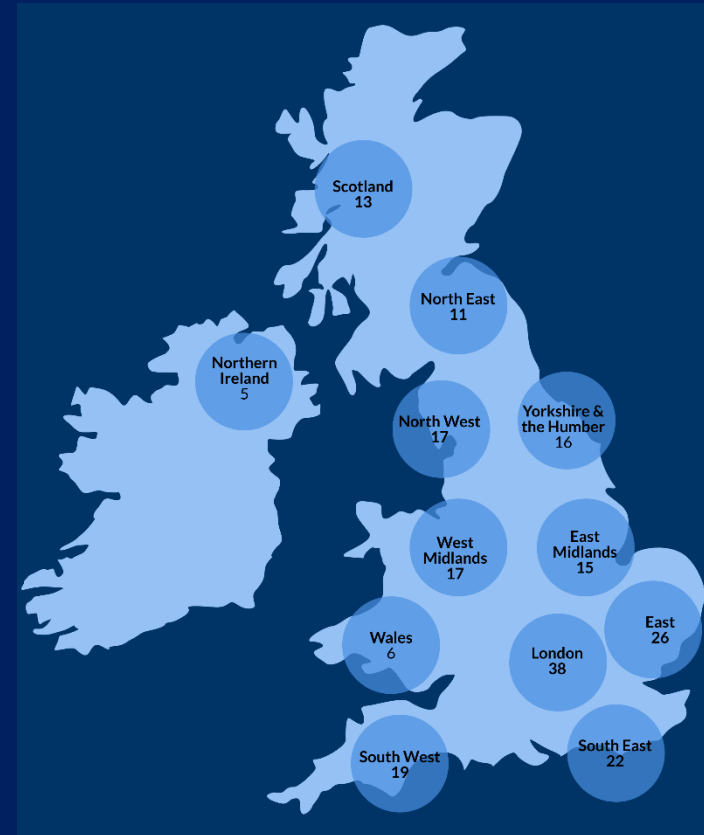 Scotland
13
North East
11
Northern
Ireland
5
North West
17
Yorkshire &
the Humber
16
West
Midlands
17
East
Midlands
15
East
26
Wales
6
London
38
South West
19
South East
22